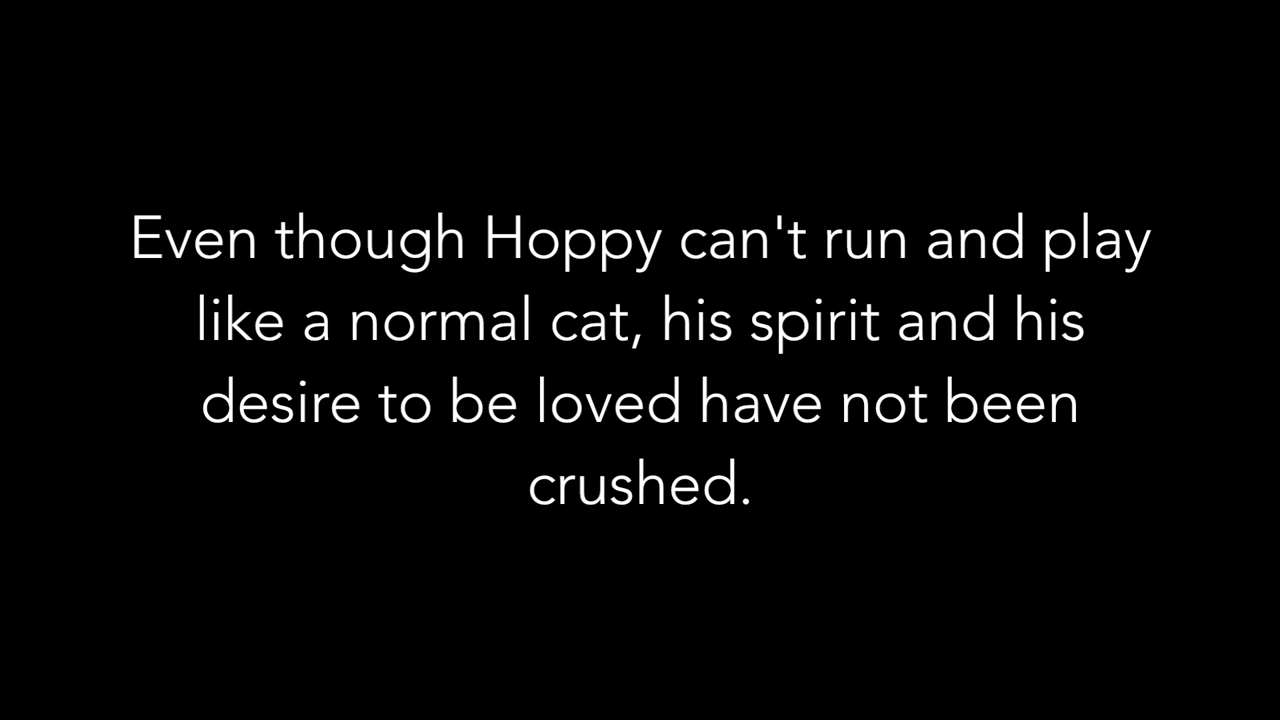 Even though Hoppy can't run and play
like a normal cat, his spirit and his
desire to be loved have not been
crushed.